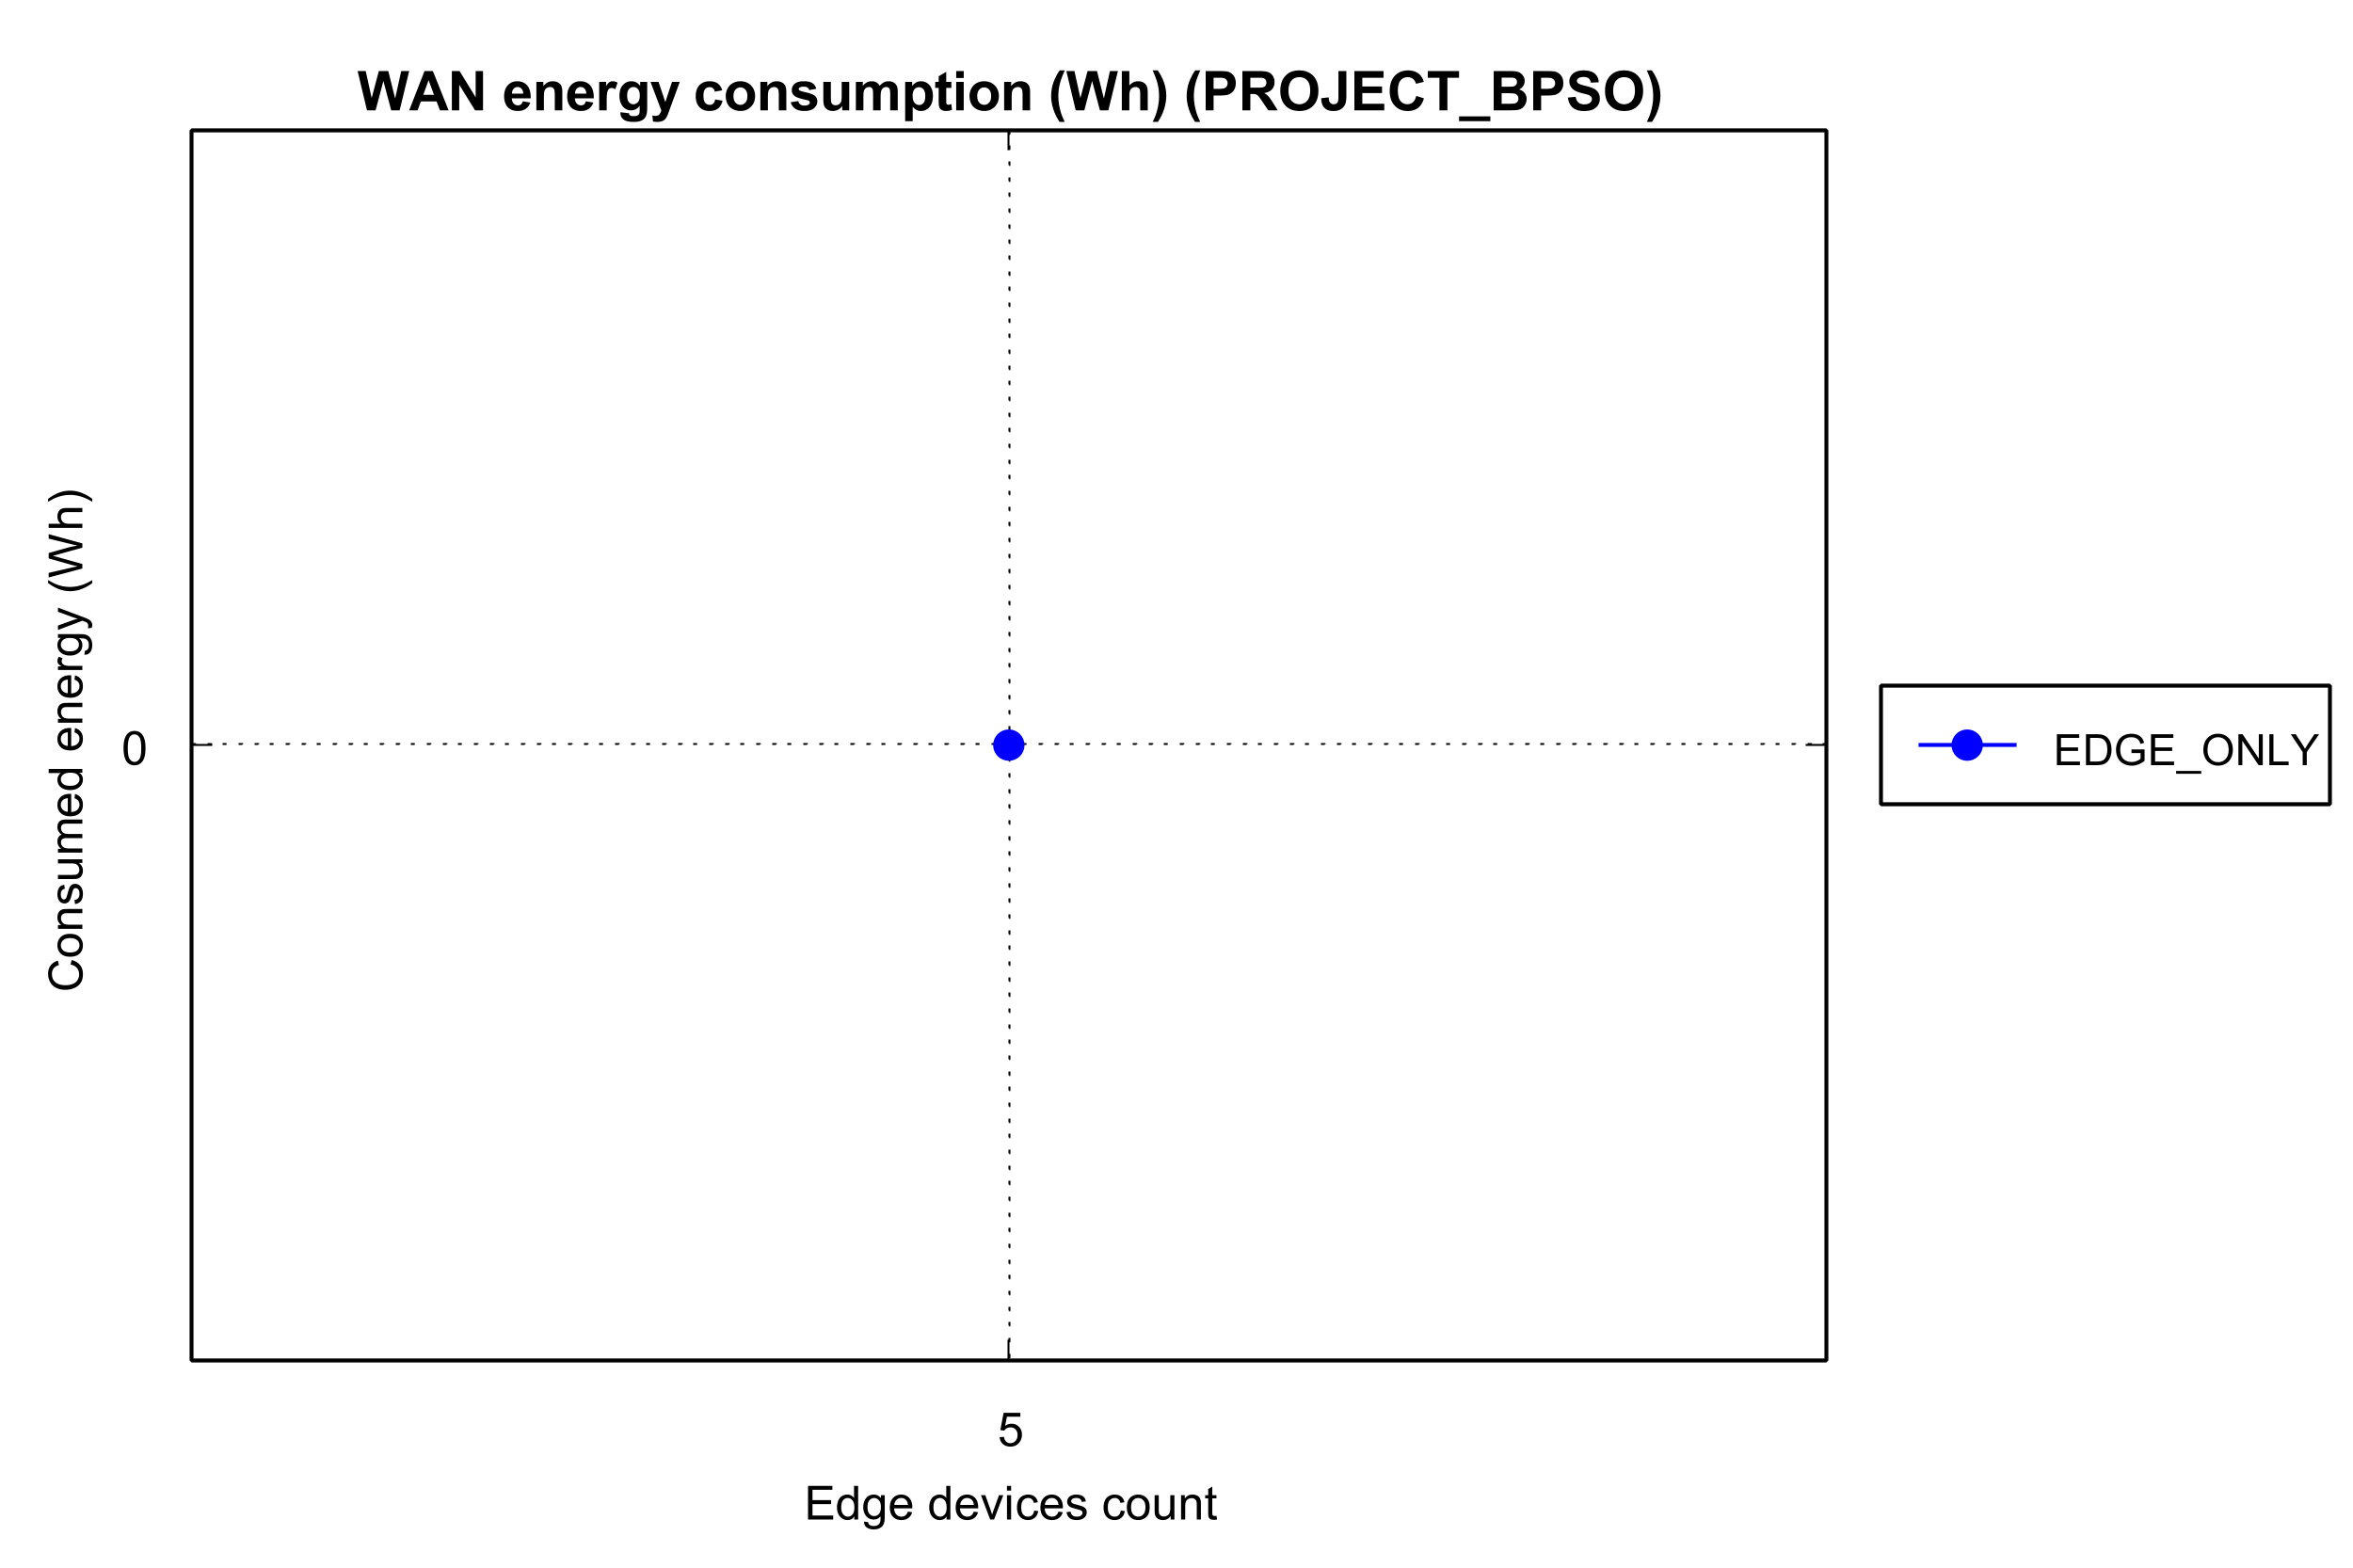 WAN energy consumption (Wh) (PROJECT_BPSO)
Consumed energy (Wh)
0
EDGE_ONLY
5
Edge devices count